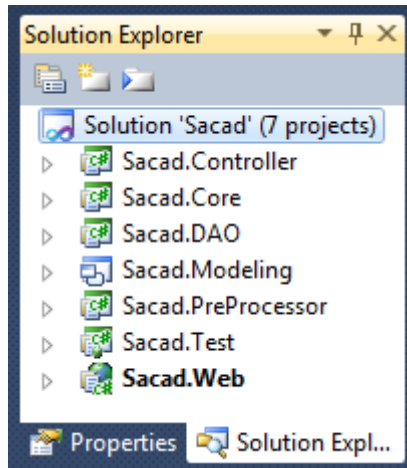 Solution Explorer
Solution 'Sacad' (7 projects)
Sacad.Controller
Sacad.Core
Sacad.DAO
Sacad.Modeling
Sacad.PreProcessor
Sacad.Test
Sacad.Web
Properties Solution Expl...